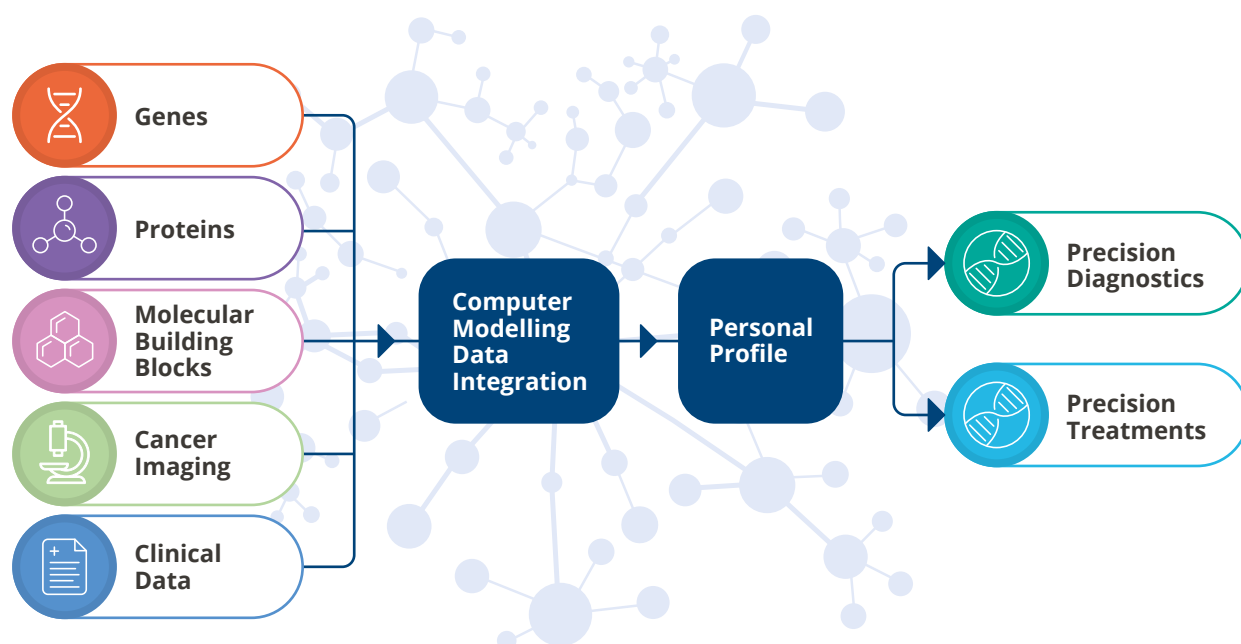 Genes
Proteins
Molecular
Building
Blocks
Cancer
Imaging
Clinical
Data
Computer
Modelling
Data
Integration
Personal
Profile
Precision
Diagnostics
Precision
Treatments